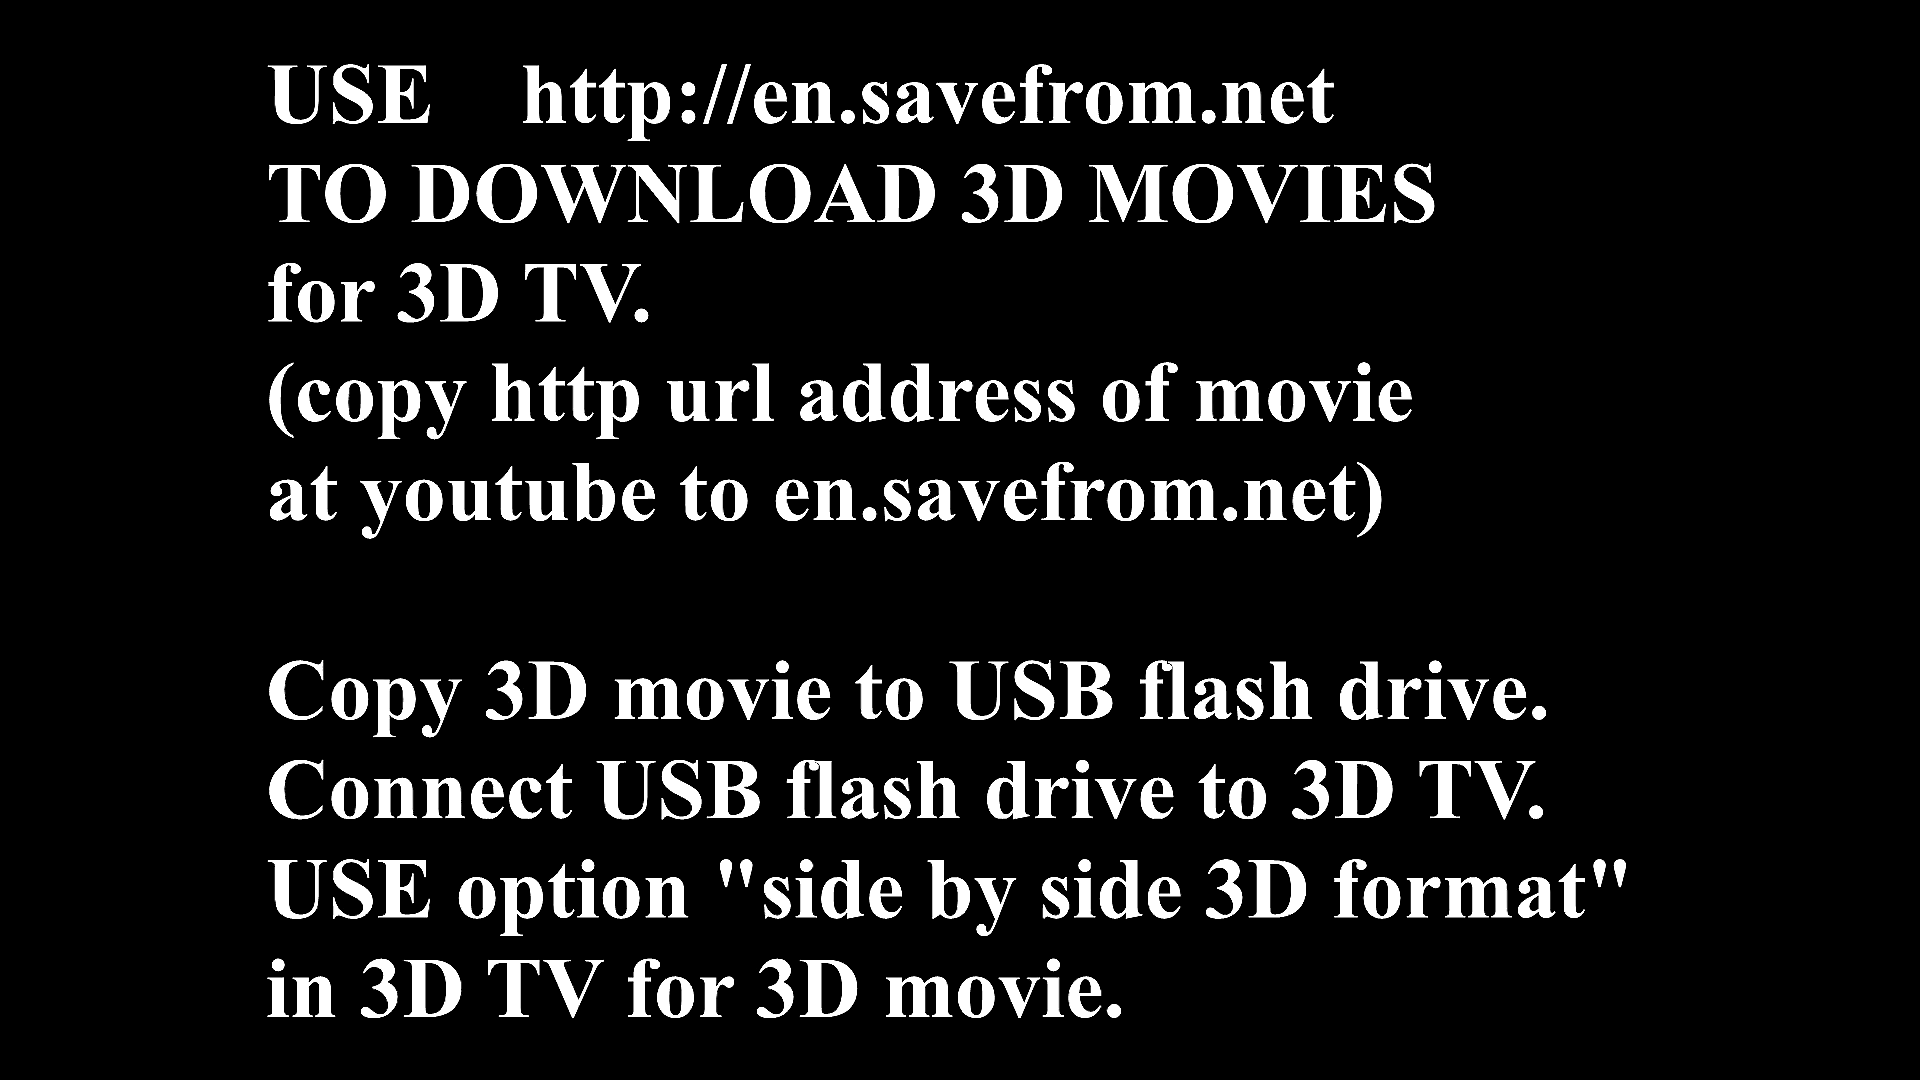 USE    http://en.savefrom.net
TO DOWNLOAD 3D MOVIES
for 3D TV.
(copy http url address of movie
at youtube to en.savefrom.net)
Copy 3D movie to USB flash drive.
Connect USB flash drive to 3D TV.
USE option "side by side 3D format"
in 3D TV for 3D movie.